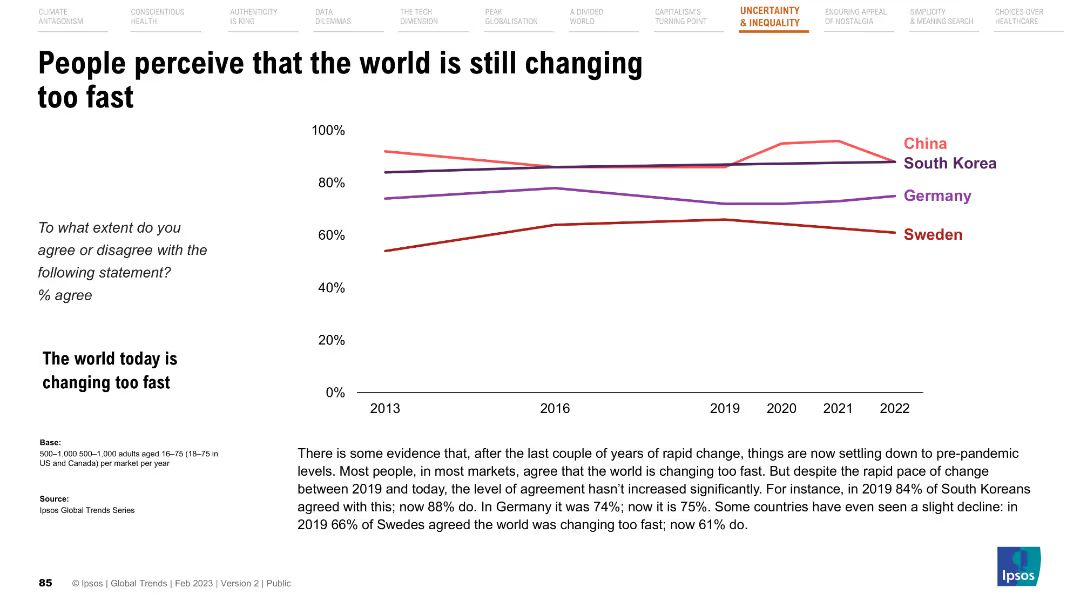 CLIMATE
ANTAGONISM
CONSCIENTIOUS
HEALTH
AUTHENTICITY
IS KING
DATA
DILEMMAS
THE TECH
DIMENSION
PEAK
GLOBALISATION
A DIVIDED
WORLD
CAPITALISM'S
TURNING POINT
UNCERTAINTY
& INEQUALITY
ENDURING APPEAL
OF NOSTALGIA
SIMPLICITY
& MEANING SEARCH
CHOICES OVER
HEALTHCARE
People perceive that the world is still changing
too fast
To what extent do you
agree or disagree with the
following statement?
% agree
The world today is
changing too fast
Base:
500–1,000 500–1,000 adults aged 16–75 (18–75 in
US and Canada) per market per year
Source:
Ipsos Global Trends Series
100%
80%
60%
40%
20%
0%
2013 2016 2019 2020 2021 2022
China
South Korea
Germany
Sweden
There is some evidence that, after the last couple of years of rapid change, things are now settling down to pre-pandemic
levels. Most people, in most markets, agree that the world is changing too fast. But despite the rapid pace of change
between 2019 and today, the level of agreement hasn't increased significantly. For instance, in 2019 84% of South Koreans
agreed with this; now 88% do. In Germany it was 74%; now it is 75%. Some countries have even seen a slight decline: in
2019 66% of Swedes agreed the world was changing too fast; now 61% do.
85 © Ipsos | Global Trends | Feb 2023 | Version 2 | Public
Ipsos